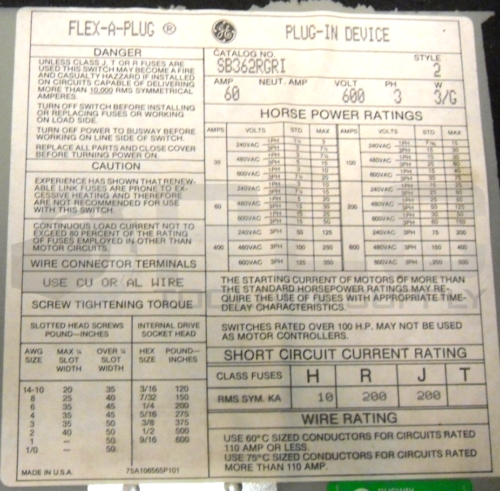 FLEX-A-PLUG ®
GE
PLUG-IN DEVICE
DANGER
UNLESS CLASS J, T OR R FUSES ARE
USED THIS SWITCH MAY BECOME A FIRE
AND CASUALTY HAZZARD IF INSTALLED
ON CIRCUITS CAPABLE OF DELIVERING
MORE THAN 10,000 RMS SYMMETRICAL
AMPERES.
TURN OFF SWITCH BEFORE INSTALLING
OR REPLACING FUSES OR WORKING
ON LOAD SIDE.
TURN OFF POWER TO BUSWAY BEFORE
WORKING ON LINE SIDE OF SWITCH.
REPLACE ALL PARTS AND CLOSE COVER
BEFORE TURNING POWER ON.
CAUTION
EXPERIENCE HAS SHOWN THAT RENEW-
ABLE LINK FUSES ARE PRONE TO EX-
CESSIVE HEATING AND THEREFORE
ARE NOT RECOMMENDED FOR USE
WITH THIS SWITCH.
CONTINUOUS LOAD CURRENT NOT TO
EXCEED 80 PERCENT OF THE RATING
OF FUSES EMPLOYED IN OTHER THAN
MOTOR CIRCUITS.
WIRE CONNECTOR TERMINALS
USE CU OR AL WIRE
SCREW TIGHTENING TORQUE
SLOTTED HEAD SCREWS INTERNAL DRIVE
POUND-INCHES SOCKET HEAD
AWG MAX ¼ OVER ¼ HEX POUND-
SIZE SLOT SLOT SIZE INCHES
WIDTH WIDTH
14-10 20 35 3/16 120
8 25 40 7/32 150
6 35 45 1/4 200
4 35 45 5/16 275
3 35 50 3/8 375
2 40 50 1/2 500
1 — 50 9/16 600
1/0 — 50
MADE IN U.S.A. 75A106565P101
CATALOG NO. STYLE
SB362RGRI 2
AMP NEUT. AMP VOLT PH W
60 600 3 3/G
HORSE POWER RATINGS
AMPS VOLTS STD MAX AMPS VOLTS STD MAX
240VAC
480VAC
600VAC
30
100
60
200
400 240VAC 3PH 50 125 240VAC 3PH 75 200
480VAC 3PH 100 250 600 480VAC 3PH 150 400
600VAC 3PH 125 350 600VAC 3PH 200 500
THE STARTING CURRENT OF MOTORS OF MORE THAN
THE STANDARD HORSEPOWER RATINGS MAY RE-
QUIRE THE USE OF FUSES WITH APPROPRIATE TIME-
DELAY CHARACTERISTICS.
SWITCHES RATED OVER 100 H.P. MAY NOT BE USED
AS MOTOR CONTROLLERS.
SHORT CIRCUIT CURRENT RATING
CLASS FUSES H R J T
RMS SYM. KA 10 200 200
WIRE RATING
USE 60°C SIZED CONDUCTORS FOR CIRCUITS RATED
110 AMP OR LESS.
USE 75°C SIZED CONDUCTORS FOR CIRCUITS RATED
MORE THAN 110 AMP.